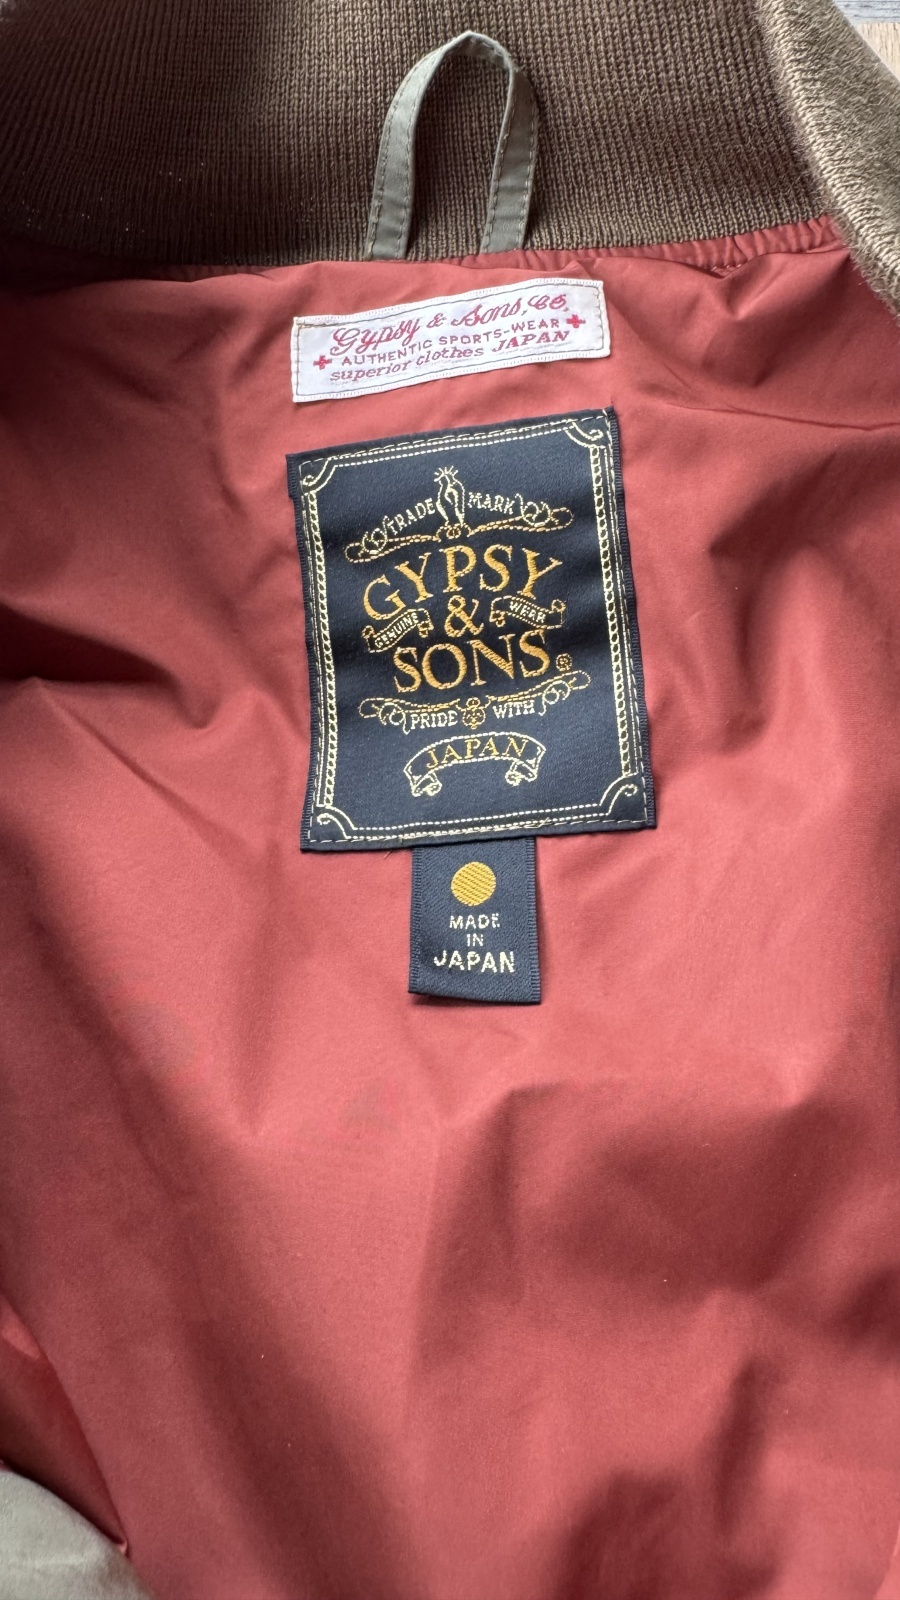 Gypsy & Sons, Co,
AUTHENTIC SPORTS-WEAR
superior clothes JAPAN
TRADE MARK
GYPSY
GENUINE & WEAR
SONS®
PRIDE WITH
JAPAN
MADE
IN
JAPAN